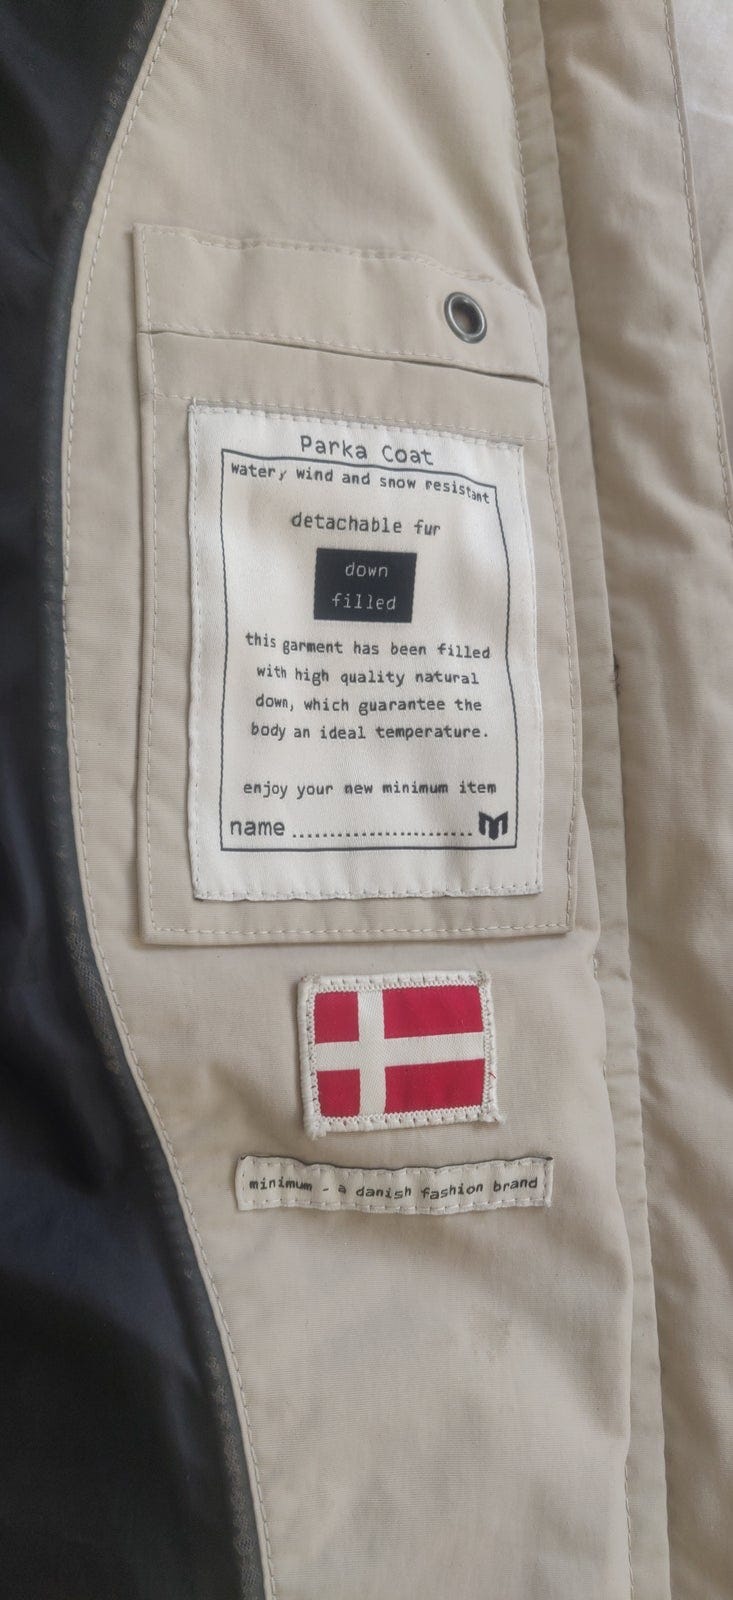 Parka Coat
water, wind and snow resistant
detachable fur
down
filled
this garment has been filled
with high quality natural
down, which guarantee the
body an ideal temperature.
enjoy your new minimum item
name ........................
minimum - a danish fashion brand